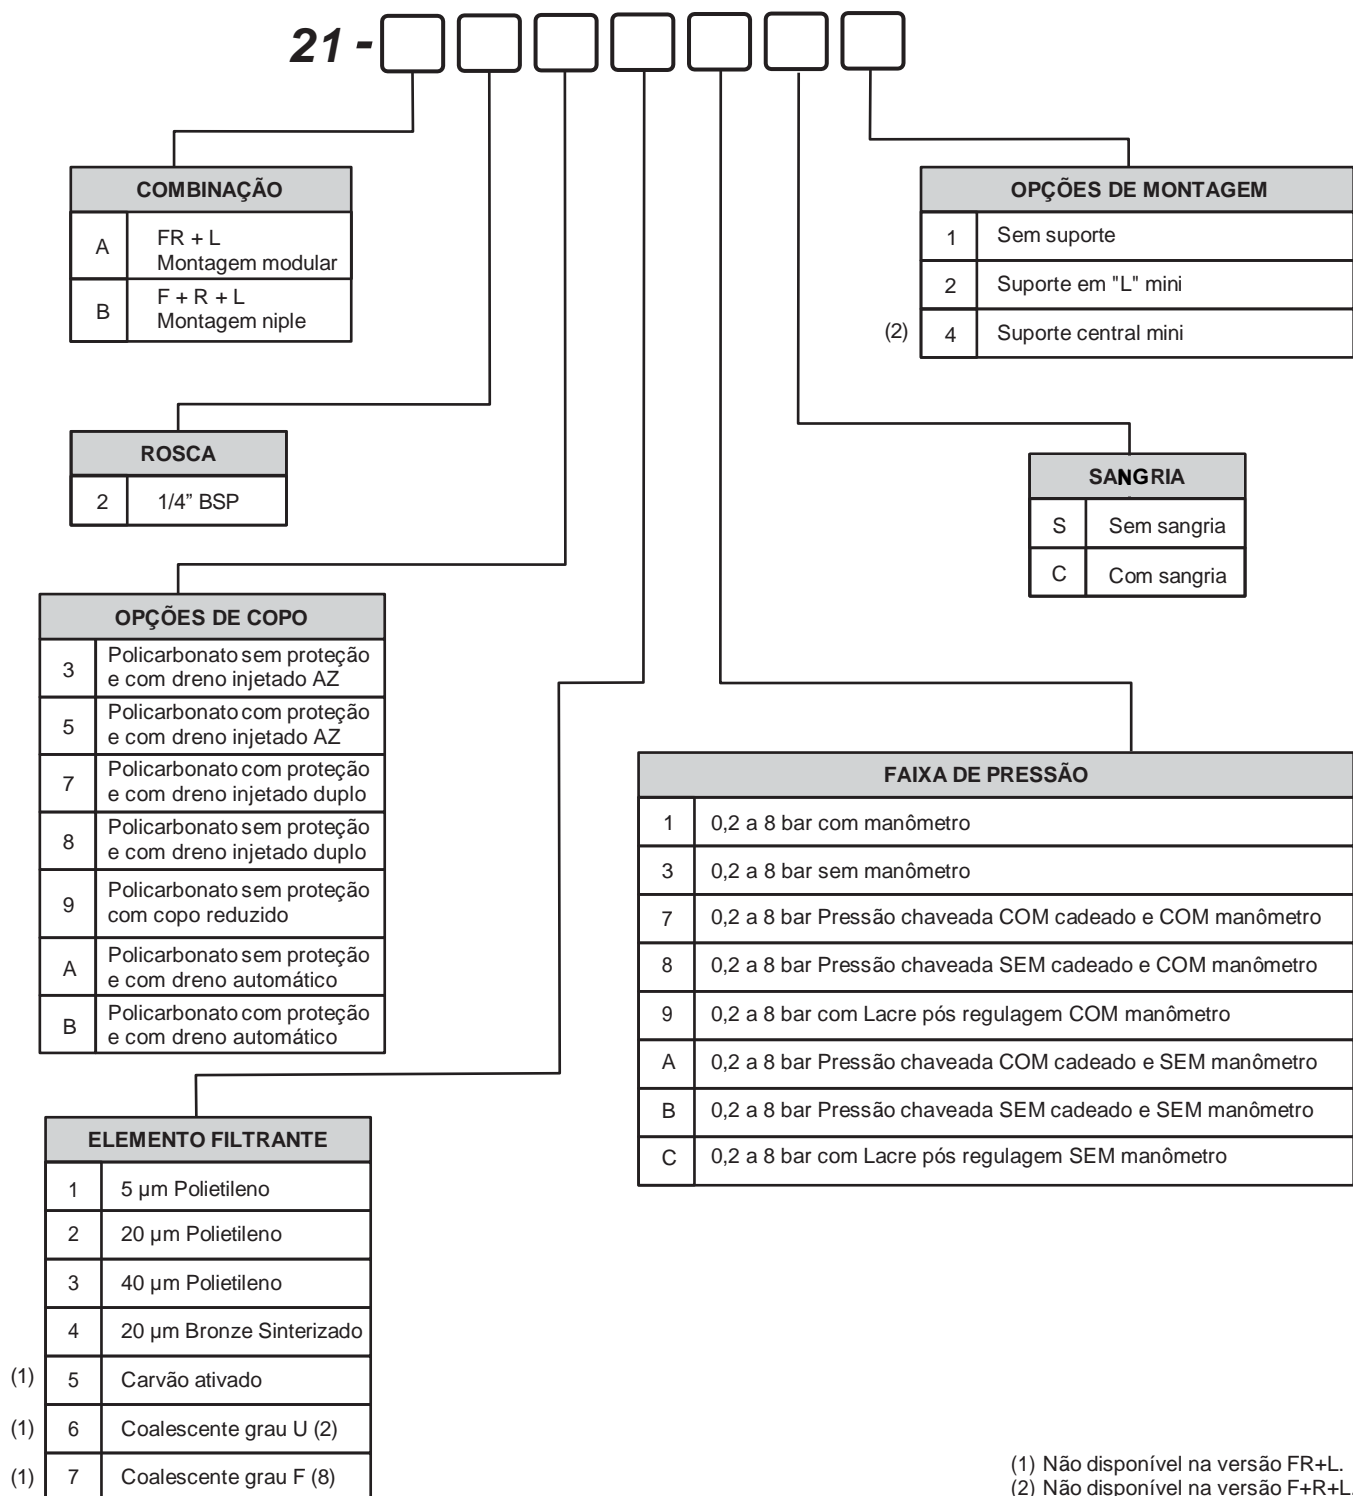 21 -
COMBINAÇÃO
A
FR + L
Montagem modular
B
F + R + L
Montagem niple
OPÇÕES DE MONTAGEM
1 Sem suporte
2 Suporte em "L" mini
(2) 4 Suporte central mini
ROSCA
2 1/4” BSP
SANGRIA
S Sem sangria
C Com sangria
OPÇÕES DE COPO
3
Policarbonato sem proteção
e com dreno injetado AZ
5
Policarbonato com proteção
e com dreno injetado AZ
7
Policarbonato com proteção
e com dreno injetado duplo
8
Policarbonato sem proteção
e com dreno injetado duplo
9
Policarbonato sem proteção
com copo reduzido
A
Policarbonato sem proteção
e com dreno automático
B
Policarbonato com proteção
e com dreno automático
FAIXA DE PRESSÃO
1 0,2 a 8 bar com manômetro
3 0,2 a 8 bar sem manômetro
7 0,2 a 8 bar Pressão chaveada COM cadeado e COM manômetro
8 0,2 a 8 bar Pressão chaveada SEM cadeado e COM manômetro
9 0,2 a 8 bar com Lacre pós regulagem COM manômetro
A 0,2 a 8 bar Pressão chaveada COM cadeado e SEM manômetro
B 0,2 a 8 bar Pressão chaveada SEM cadeado e SEM manômetro
C 0,2 a 8 bar com Lacre pós regulagem SEM manômetro
ELEMENTO FILTRANTE
1 5 µm Polietileno
2 20 µm Polietileno
3 40 µm Polietileno
4 20 µm Bronze Sinterizado
(1) 5 Carvão ativado
(1) 6 Coalescente grau U (2)
(1) 7 Coalescente grau F (8)
(1) Não disponível na versão FR+L.
(2) Não disponível na versão F+R+L.